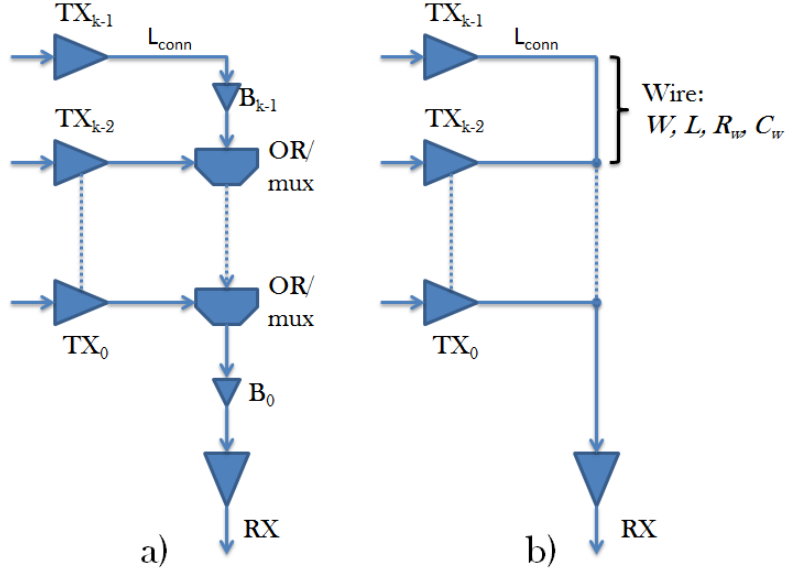 TXk-1
Lconn
Bk-1
TXk-2
OR/
mux
OR/
mux
TX0
B0
RX
a)
TXk-1
Lconn
Wire:
W, L, Rw, Cw
TXk-2
TX0
RX
b)